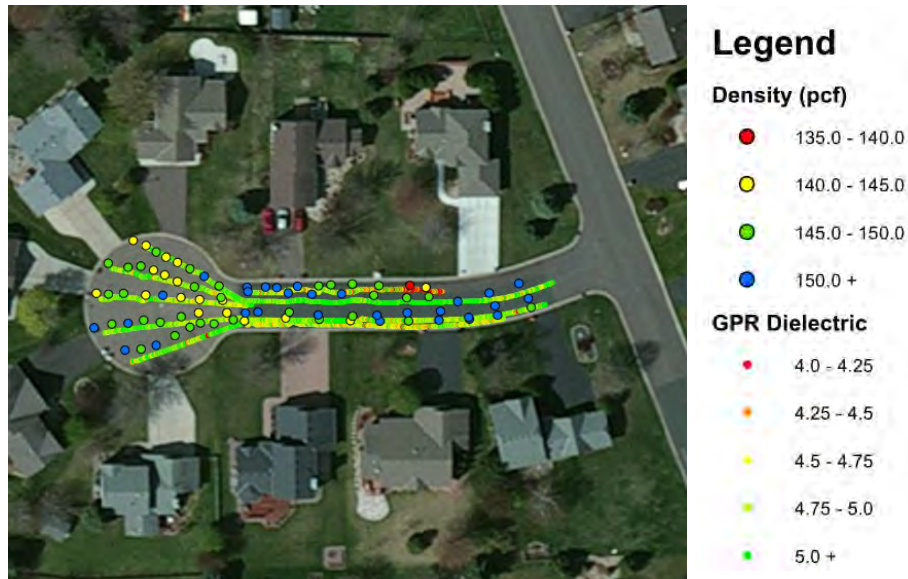 Legend
Density (pcf)
135.0 - 140.0
140.0 - 145.0
145.0 - 150.0
150.0 +
GPR Dielectric
4.0 - 4.25
4.25 - 4.5
4.5 - 4.75
4.75 - 5.0
5.0 +